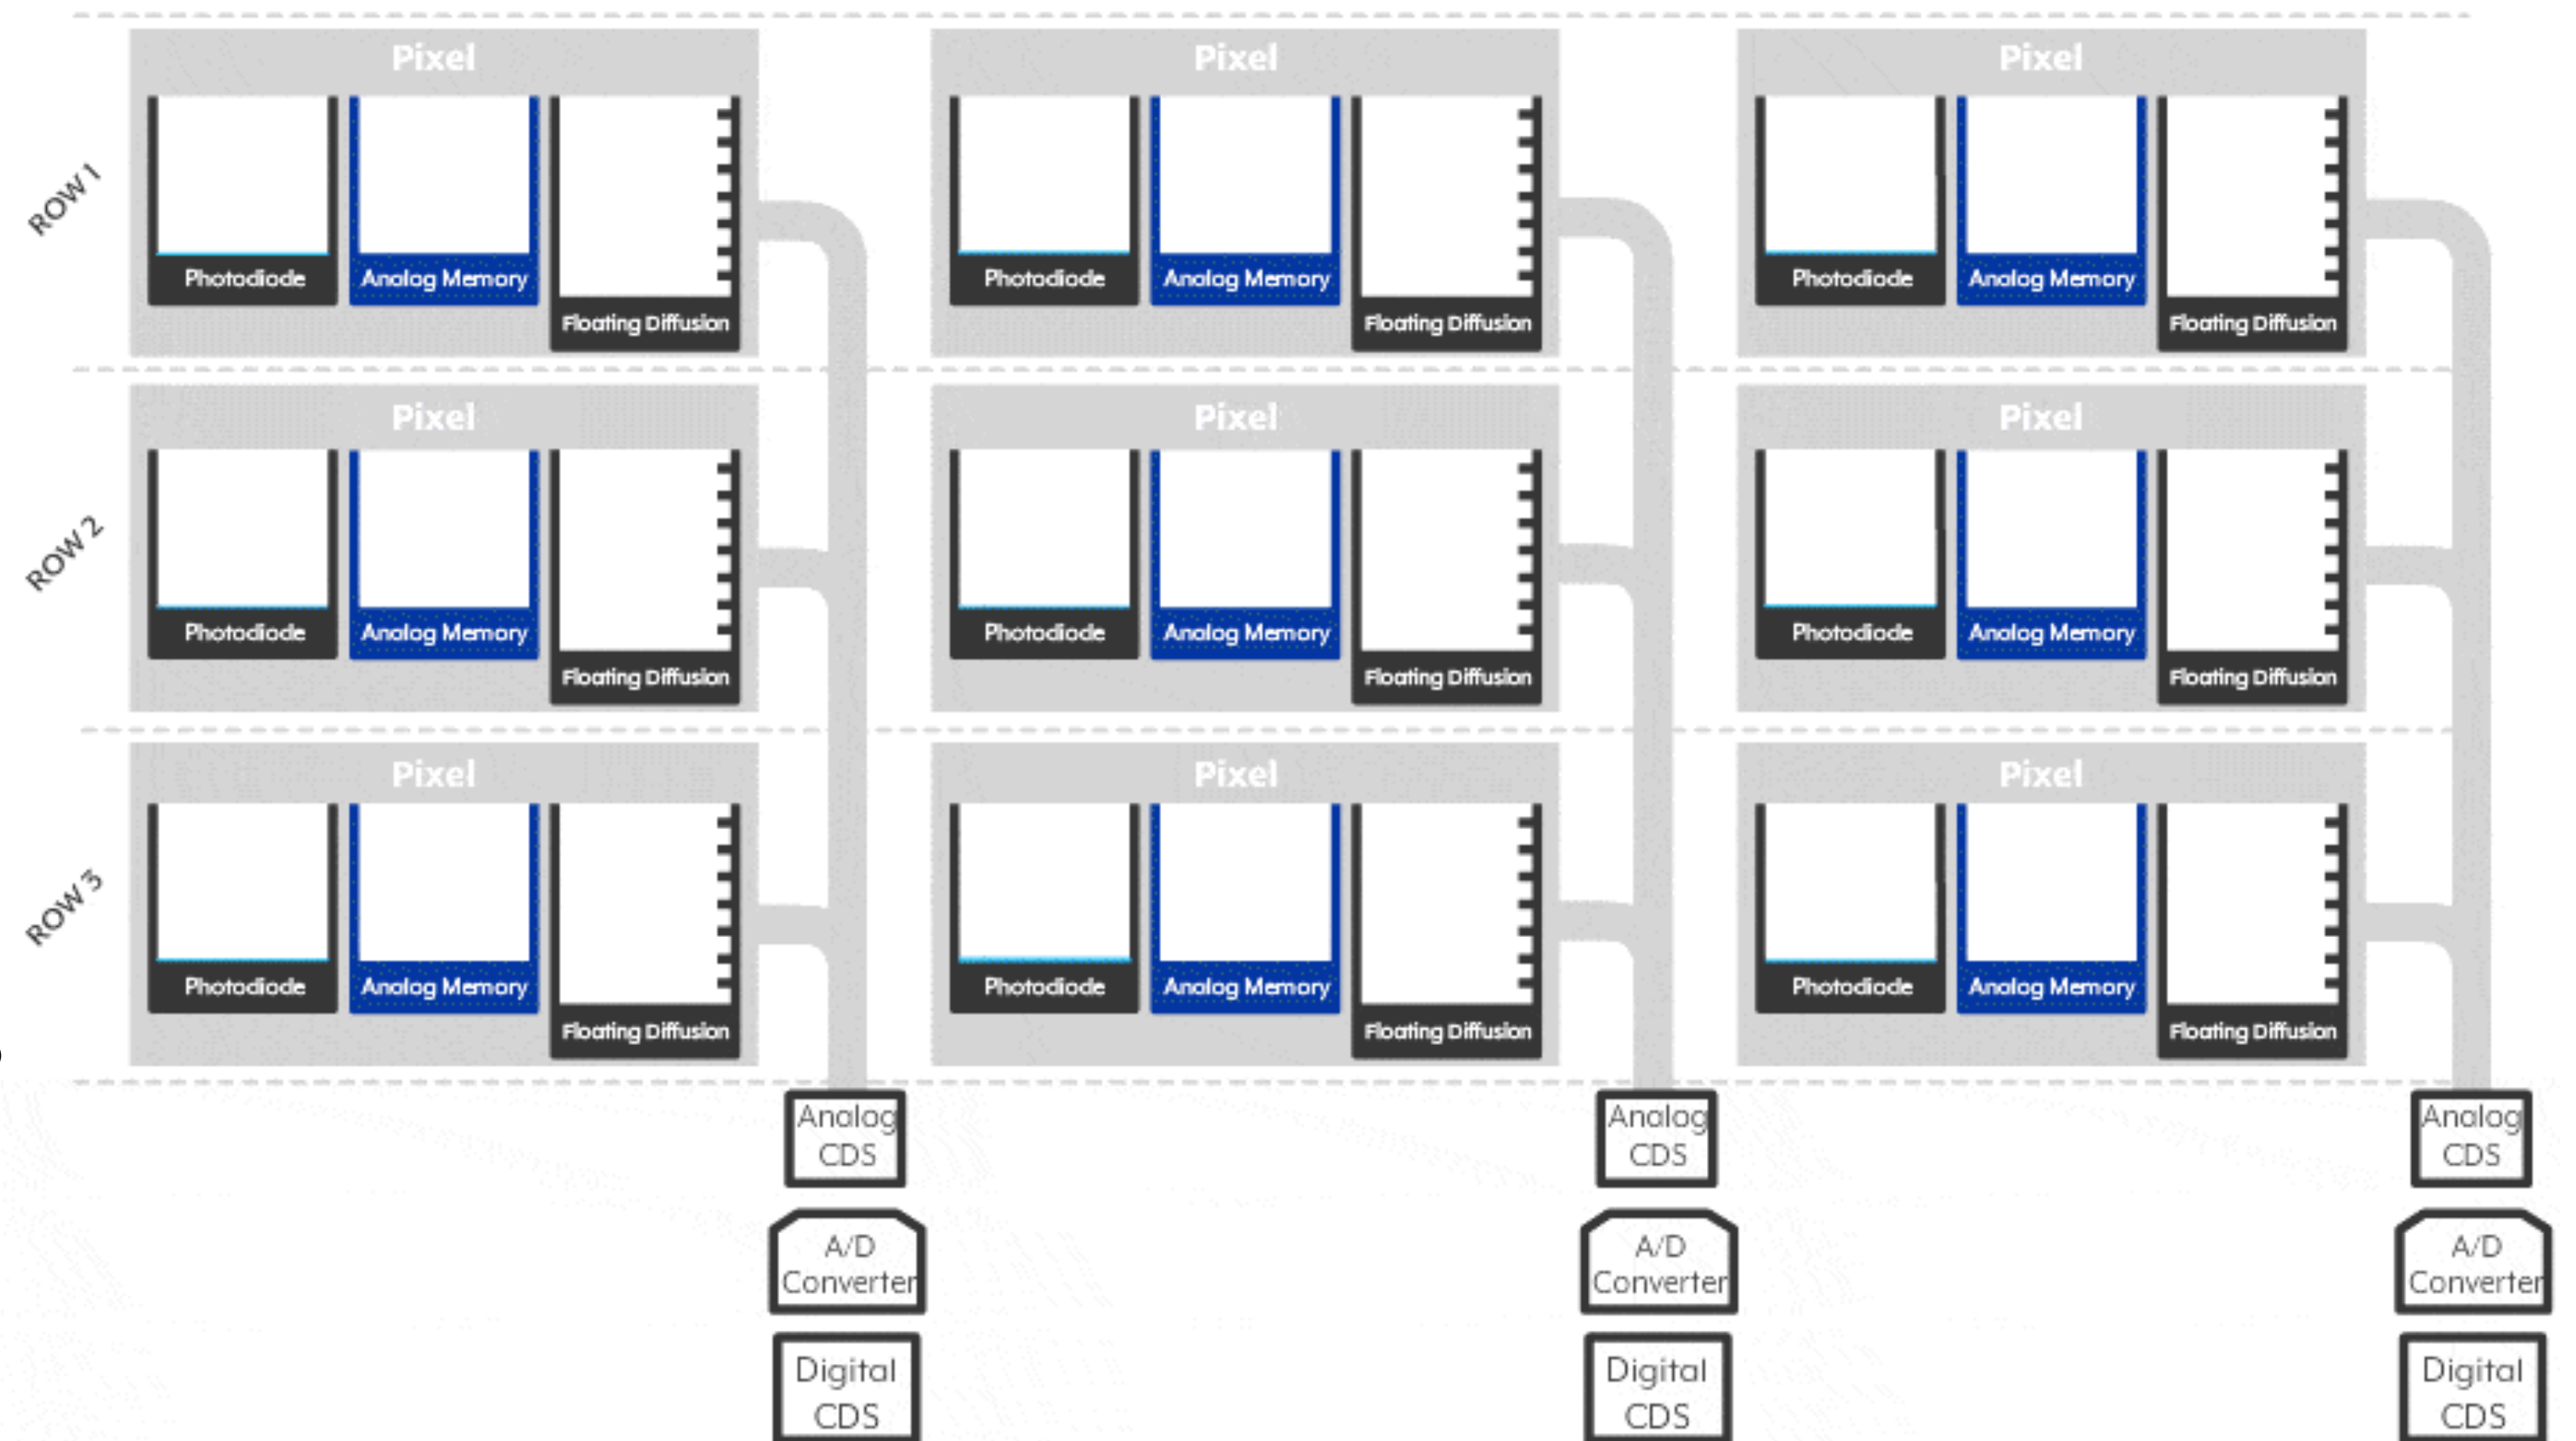 Pixel Pixel Pixel
ROW 1
Photodiode Analog Memory Photodiode Analog Memory Photodiode Analog Memory
Floating Diffusion Floating Diffusion Floating Diffusion
Pixel Pixel Pixel
ROW 2
Photodiode Analog Memory Photodiode Analog Memory Photodiode Analog Memory
Floating Diffusion Floating Diffusion Floating Diffusion
Pixel Pixel Pixel
ROW 3
Photodiode Analog Memory Photodiode Analog Memory Photodiode Analog Memory
Floating Diffusion Floating Diffusion Floating Diffusion
Analog Analog Analog
CDS CDS CDS
A/D A/D A/D
Converter Converter Converter
Digital Digital Digital
CDS CDS CDS